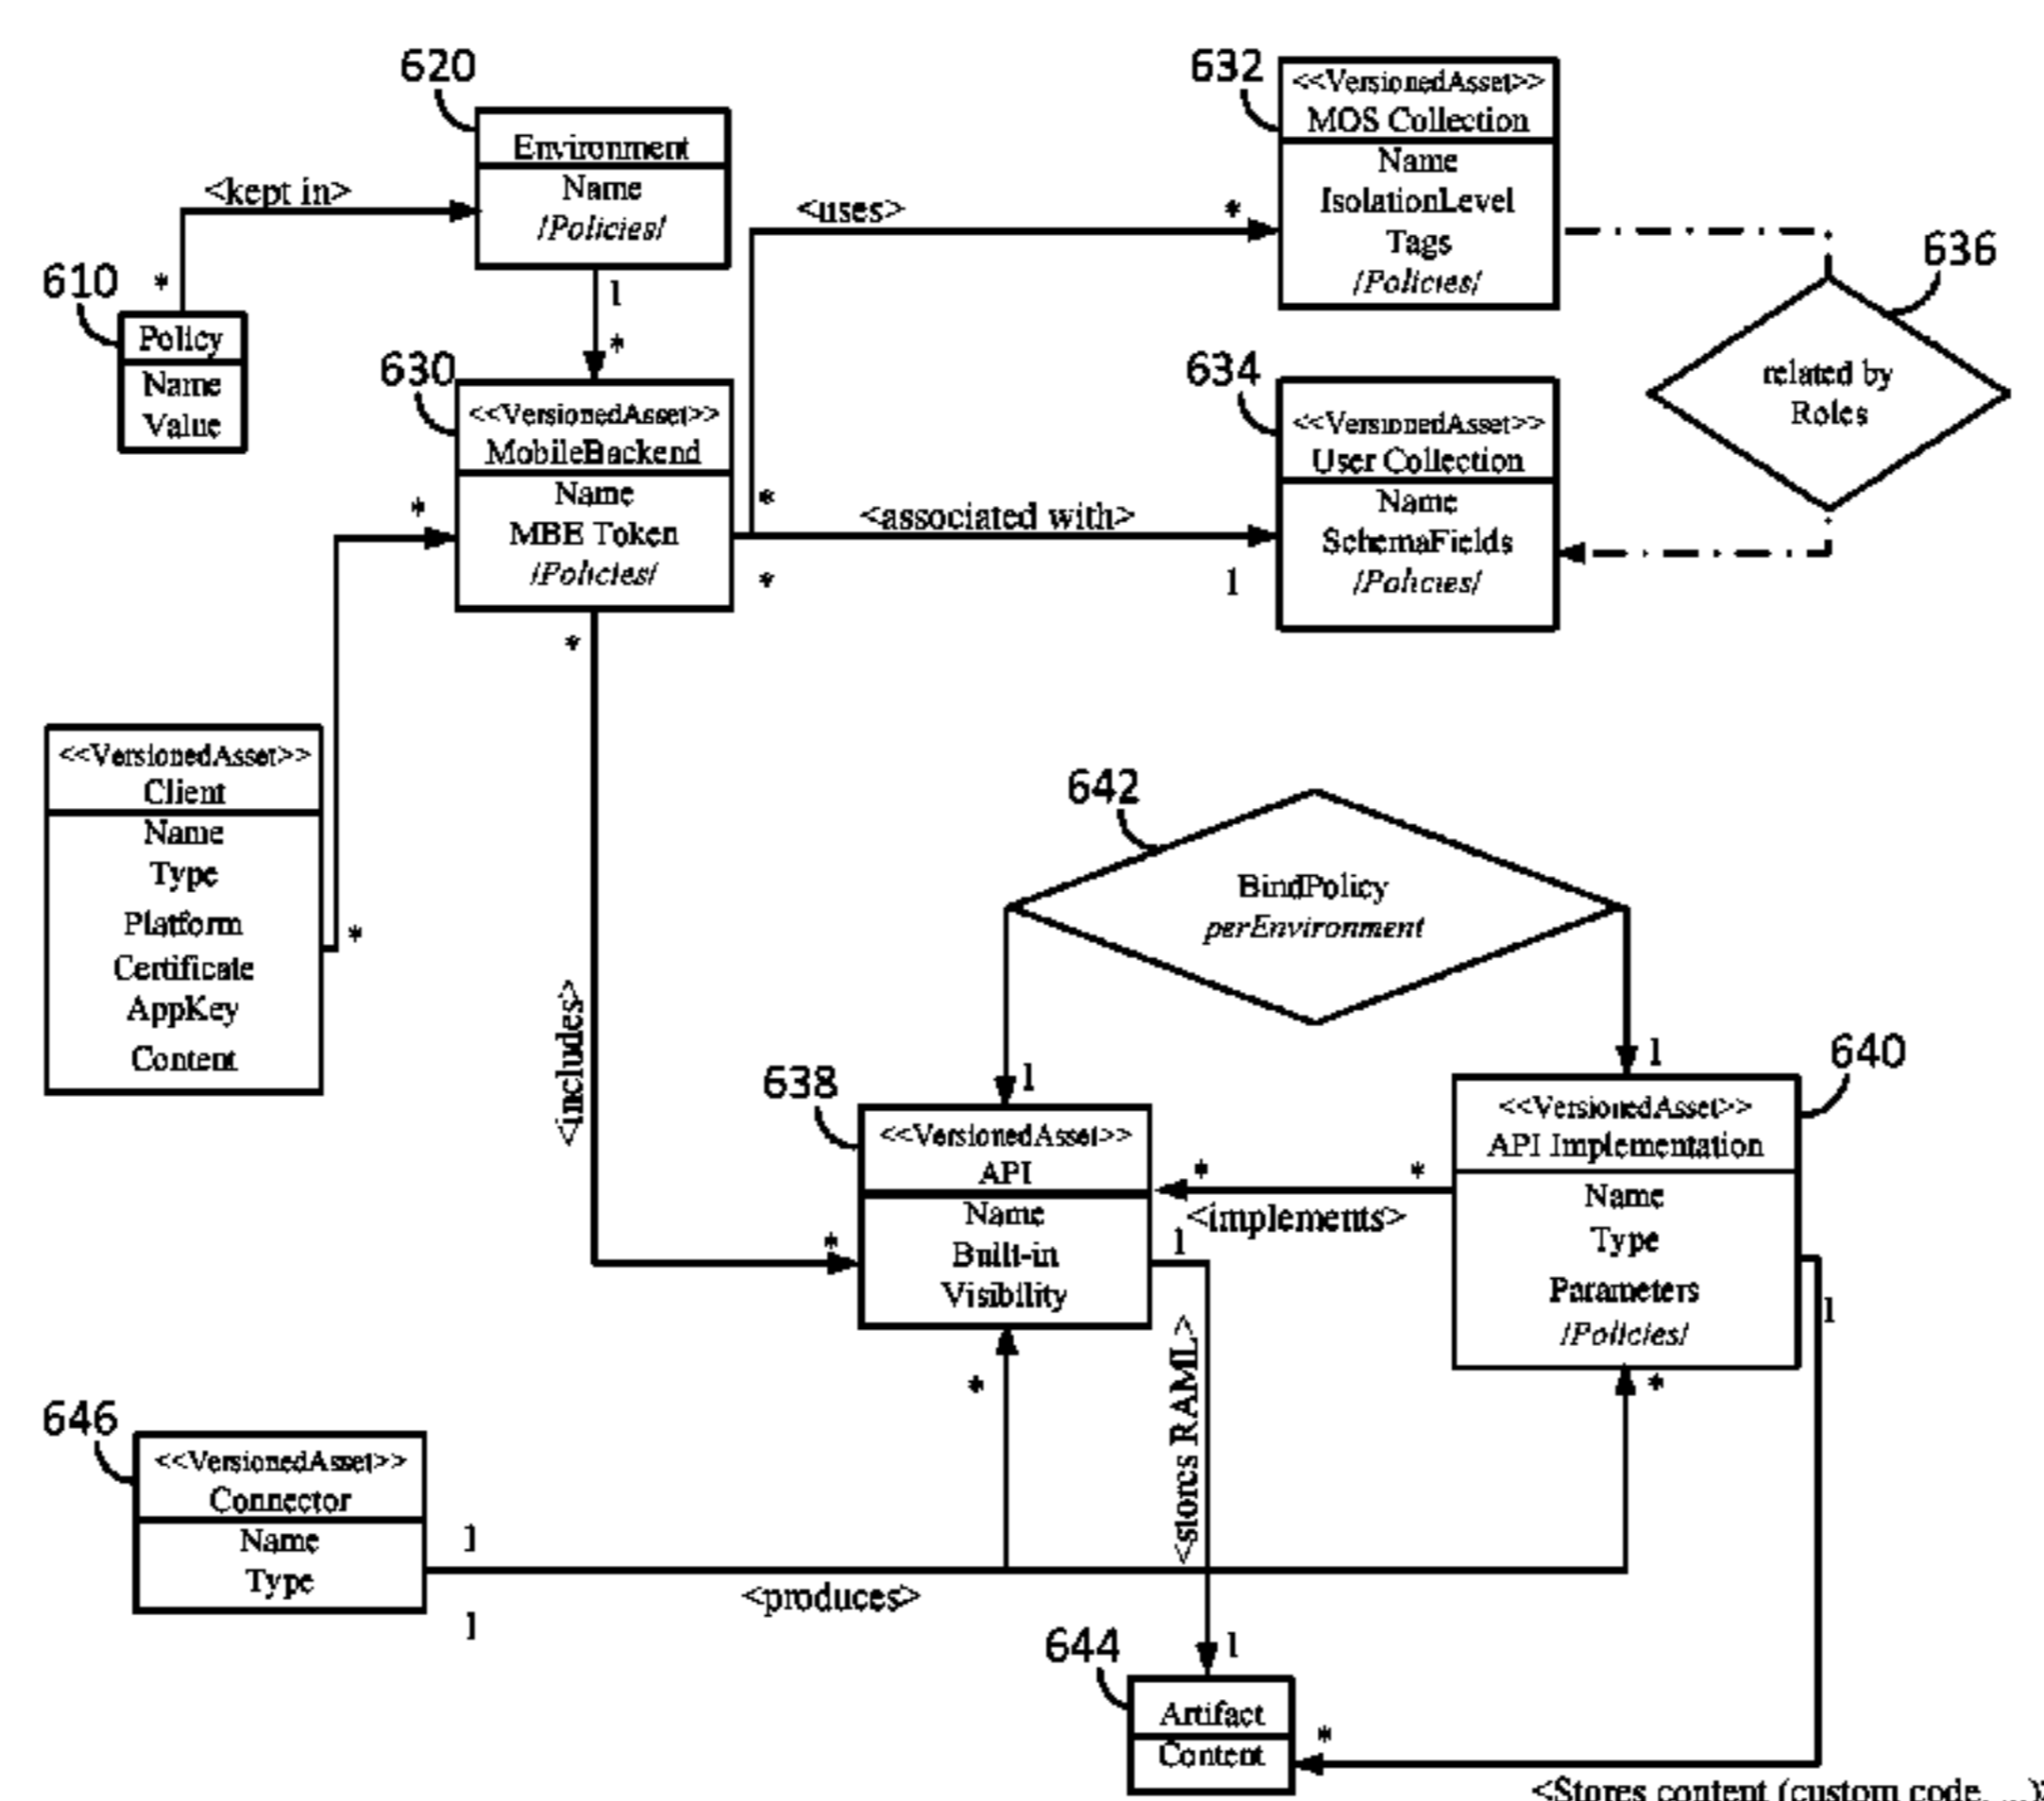 620
Environment
Name
/Policies/
<kept in>
*
610
Policy
Name
Value
1
*
630
<<VersionedAsset>>
MobileBackend
Name
MBE Token
/Policies/
<uses>
*
*
632
<<VersionedAsset>>
MOS Collection
Name
IsolationLevel
Tags
/Policies/
636
related by
Roles
<associated with>
*
1
634
<<VersionedAsset>>
User Collection
Name
SchemaFields
/Policies/
*
*
<<VersionedAsset>>
Client
Name
Type
Platform
Certificate
AppKey
Content
*
<includes>
*
642
BindPolicy
perEnvironment
1
1
638
<<VersionedAsset>>
API
Name
Built-in
Visibility
*
*
<implements>
640
<<VersionedAsset>>
API Implementation
Name
Type
Parameters
/Policies/
1
<stores RAML>
1
1
*
*
646
<<VersionedAsset>>
Connector
Name
Type
1
1
<produces>
644
Artifact
Content
*
<Stores content (custom code, ...)